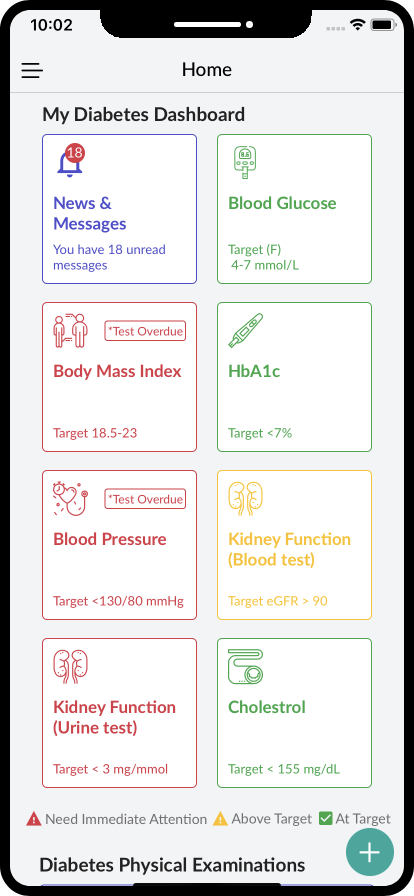 10:02
Home
My Diabetes Dashboard
18
News &
Messages
You have 18 unread
messages
8.6
Blood Glucose
Target (F)
4-7 mmol/L
*Test Overdue
Body Mass Index
Target 18.5-23
HbA1c
Target <7%
*Test Overdue
Blood Pressure
Target <130/80 mmHg
Kidney Function
(Blood test)
Target eGFR > 90
Kidney Function
(Urine test)
Target < 3 mg/mmol
Cholestrol
Target < 155 mg/dL
Need Immediate Attention Above Target At Target
Diabetes Physical Examinations